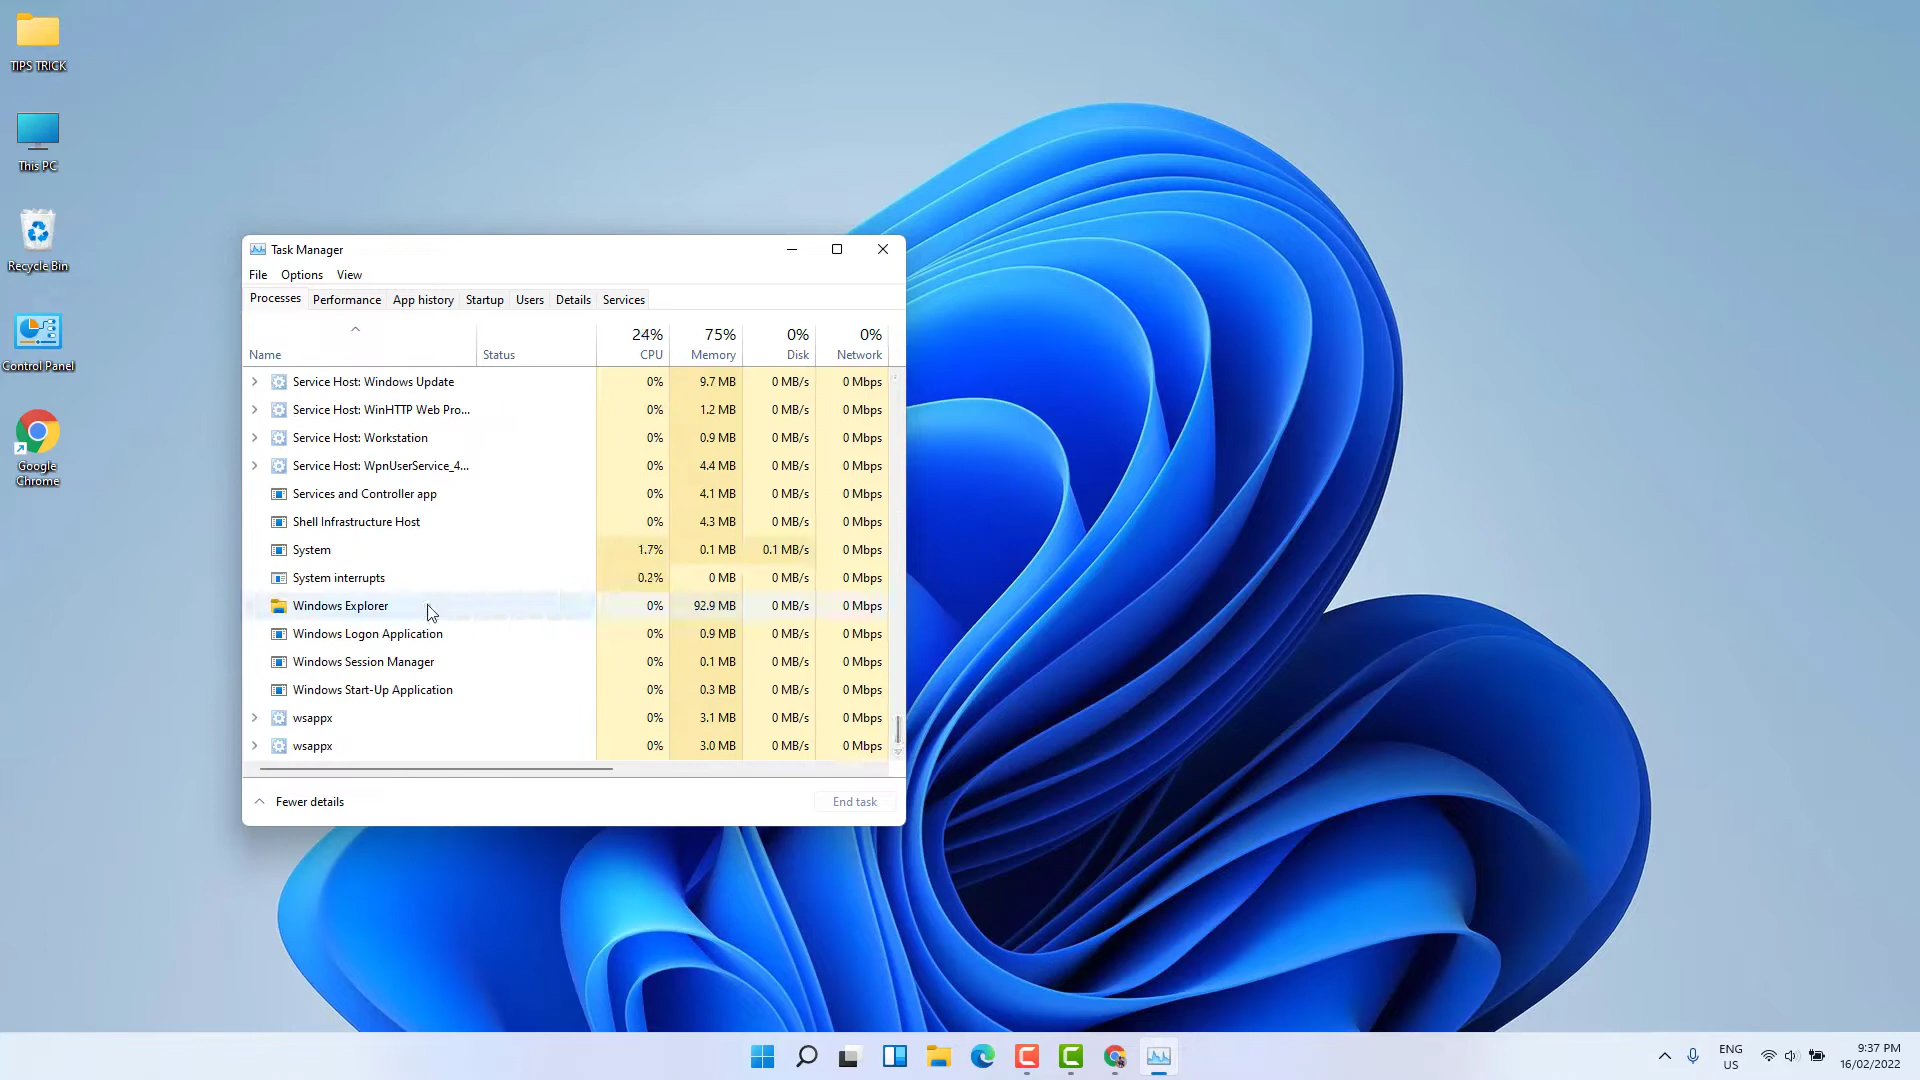 TIPS TRICK
This PC
Recycle Bin
Control Panel
Google
Chrome
Task Manager
File Options View
Processes Performance App history Startup Users Details Services
24% 75% 0% 0%
Name Status CPU Memory Disk Network
Service Host: Windows Update 0% 9.7 MB 0 MB/s 0 Mbps
Service Host: WinHTTP Web Pro... 0% 1.2 MB 0 MB/s 0 Mbps
Service Host: Workstation 0% 0.9 MB 0 MB/s 0 Mbps
Service Host: WpnUserService_4... 0% 4.4 MB 0 MB/s 0 Mbps
Services and Controller app 0% 4.1 MB 0 MB/s 0 Mbps
Shell Infrastructure Host 0% 4.3 MB 0 MB/s 0 Mbps
System 1.7% 0.1 MB 0.1 MB/s 0 Mbps
System interrupts 0.2% 0 MB 0 MB/s 0 Mbps
Windows Explorer 0% 92.9 MB 0 MB/s 0 Mbps
Windows Logon Application 0% 0.9 MB 0 MB/s 0 Mbps
Windows Session Manager 0% 0.1 MB 0 MB/s 0 Mbps
Windows Start-Up Application 0% 0.3 MB 0 MB/s 0 Mbps
wsappx 0% 3.1 MB 0 MB/s 0 Mbps
wsappx 0% 3.0 MB 0 MB/s 0 Mbps
Fewer details End task
ENG
US
9:37 PM
16/02/2022